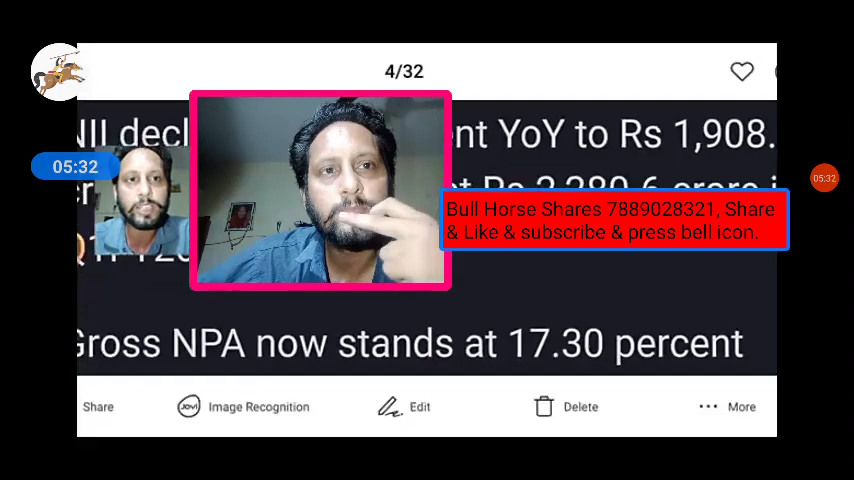 4/32
NII decl
ent YoY to Rs 1,908.
05:32
05:32
Bull Horse Shares 7889028321, Share
& Like & subscribe & press bell icon.
Gross NPA now stands at 17.30 percent
Share
Jovi Image Recognition
Edit
Delete
More